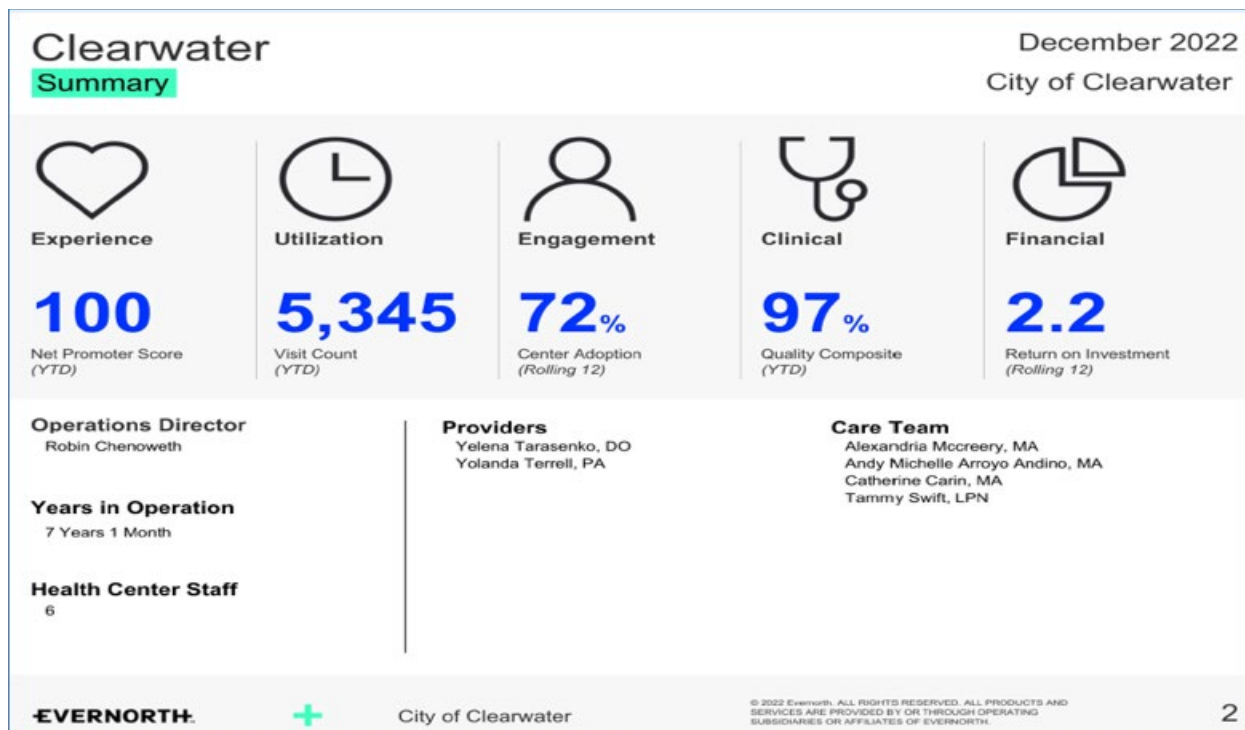 Clearwater
Summary
December 2022
City of Clearwater
Experience
100
Net Promoter Score
(YTD)
Utilization
5,345
Visit Count
(YTD)
Engagement
72%
Center Adoption
(Rolling 12)
Clinical
97%
Quality Composite
(YTD)
Financial
2.2
Return on Investment
(Rolling 12)
Operations Director
Robin Chenoweth
Years in Operation
7 Years 1 Month
Health Center Staff
6
Providers
Yelena Tarasenko, DO
Yolanda Terrell, PA
Care Team
Alexandria Mccreery, MA
Andy Michelle Arroyo Andino, MA
Catherine Carin, MA
Tammy Swift, LPN
EVERNORTH.
City of Clearwater
© 2022 Evernorth. ALL RIGHTS RESERVED. ALL PRODUCTS AND
SERVICES ARE PROVIDED BY OR THROUGH OPERATING
SUBSIDIARIES OR AFFILIATES OF EVERNORTH.
2